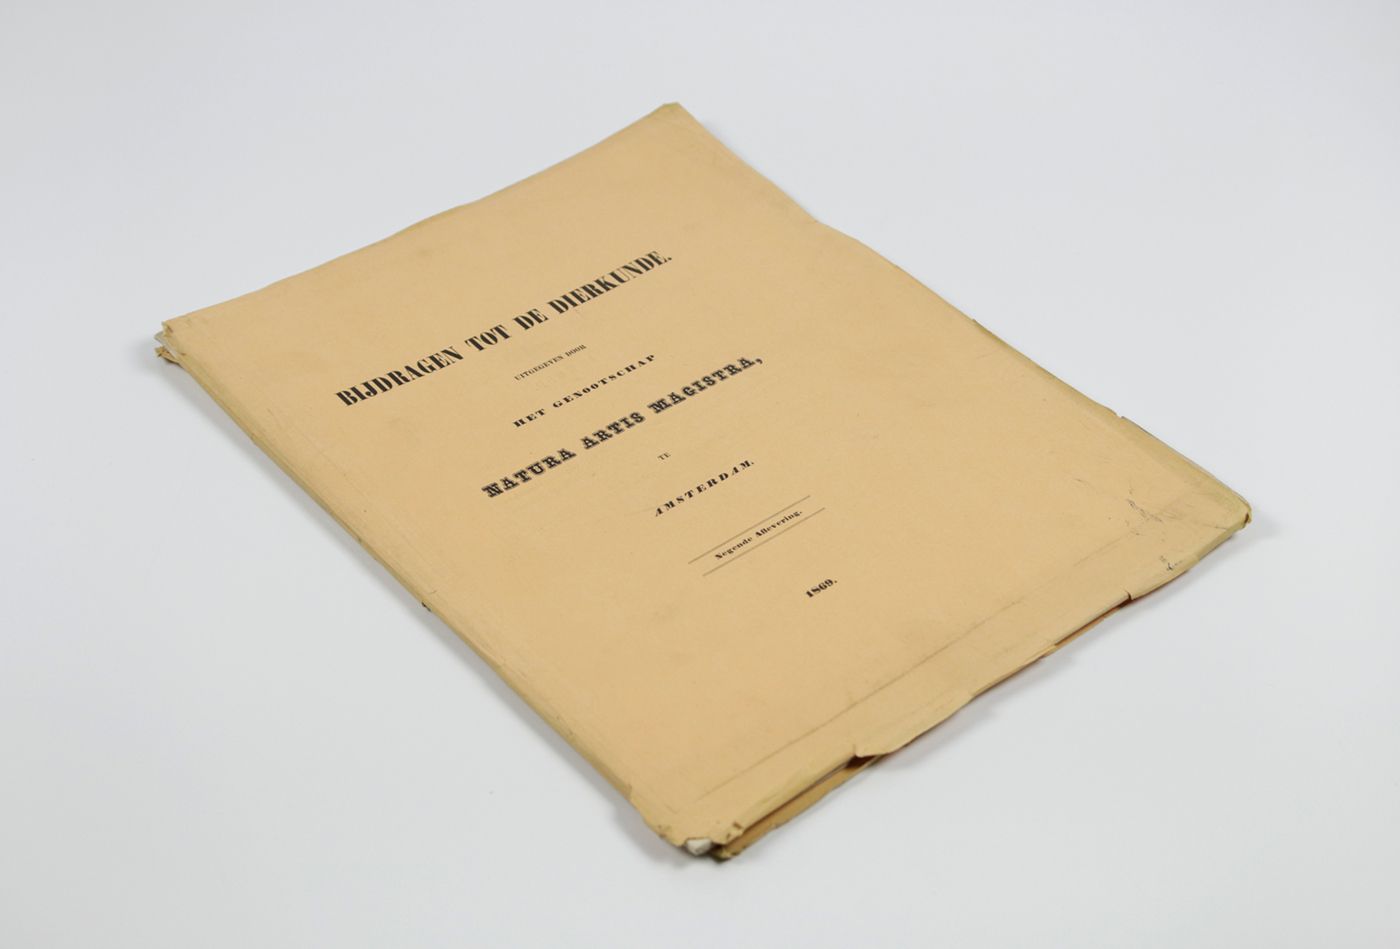 BIJDRAGEN TOT DE DIERKUNDE.
UITGEGEVEN DOOR
HET GENOOTSCHAP
NATURA ARTIS MAGISTRA,
TE
AMSTERDAM.
Negende Aflevering.
1869.